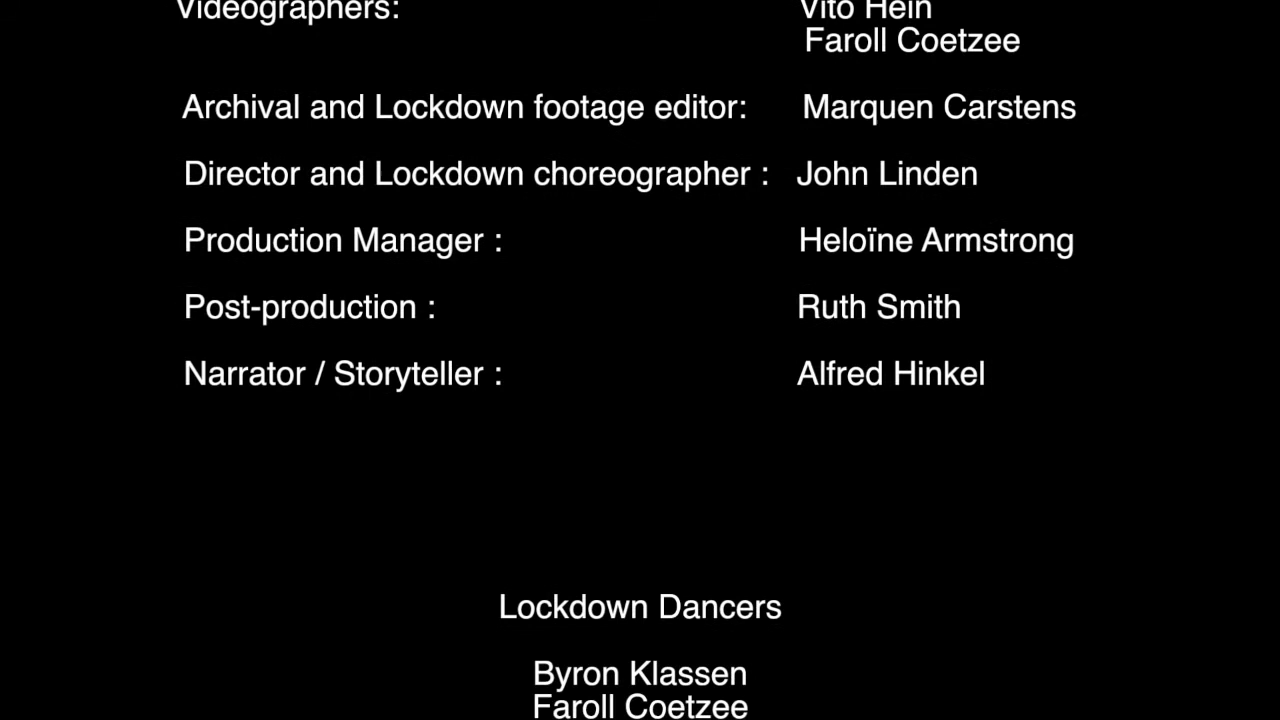 Videographers: Vito Hein
Faroll Coetzee
Archival and Lockdown footage editor: Marquen Carstens
Director and Lockdown choreographer : John Linden
Production Manager : Heloïne Armstrong
Post-production : Ruth Smith
Narrator / Storyteller : Alfred Hinkel
Lockdown Dancers
Byron Klassen
Faroll Coetzee